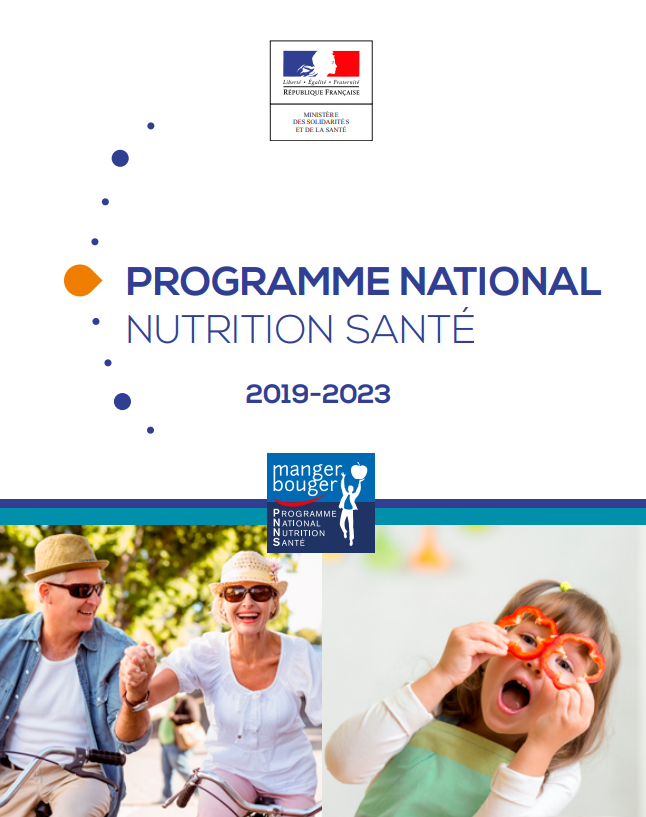 Liberté • Égalité • Fraternité
RÉPUBLIQUE FRANÇAISE
MINISTÈRE
DES SOLIDARITÉS
ET DE LA SANTÉ
PROGRAMME NATIONAL
NUTRITION SANTÉ
2019-2023
manger
bouger
PROGRAMME
NATIONAL
NUTRITION
SANTÉ